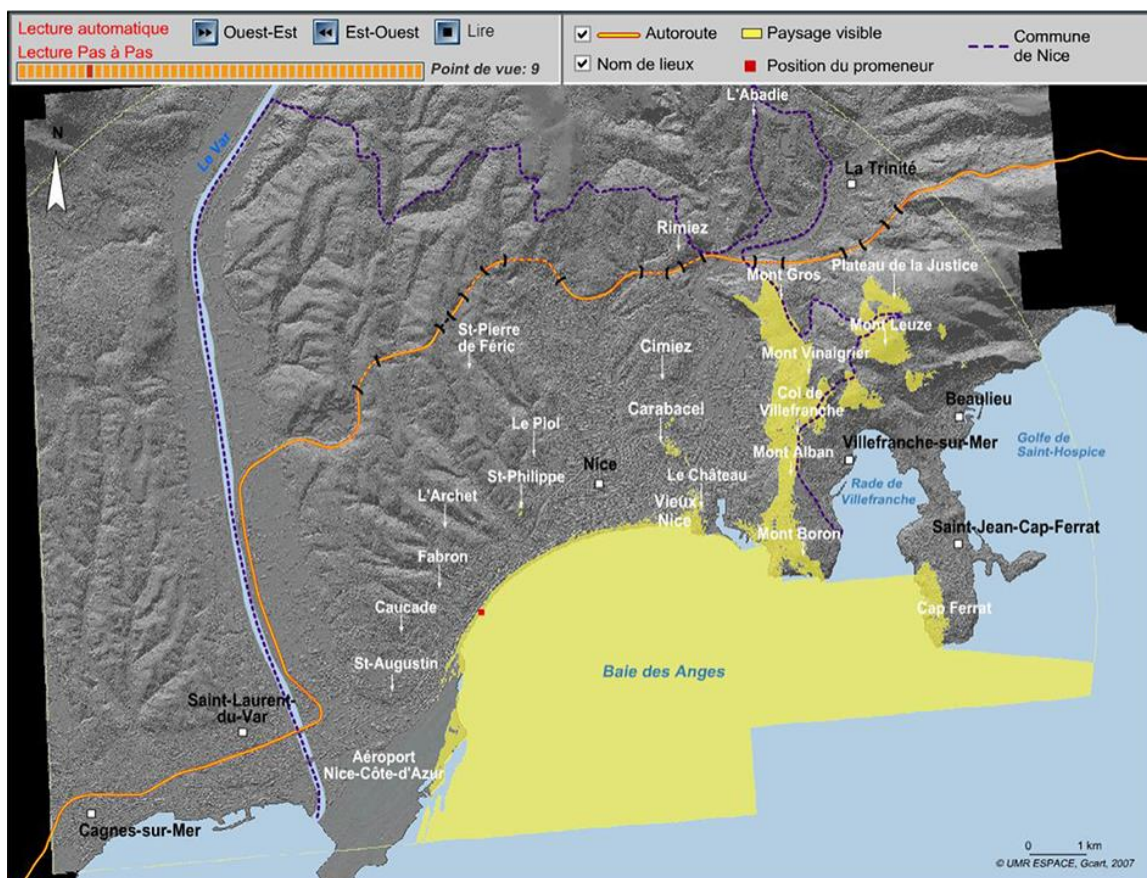 Lecture automatique
Ouest-Est
Est-Ouest
Lire
Lecture Pas à Pas
Point de vue: 9
Autoroute
Paysage visible
Commune
de Nice
Nom de lieux
Position du promeneur
L'Abadie
N
Le Var
La Trinité
Rimiez
Mont Gros
Plateau de la Justice
St-Pierre
de Féric
Cimiez
Mont Leuze
Mont Vinaigrier
Col de
Villefranche
Beaulieu
Carabacel
Le Plol
Golfe de
Saint-Hospice
Villefranche-sur-Mer
Mont Alban
Nice
St-Philippe
Le Château
Rade de
Villefranche
L'Archet
Vieux
Nice
Saint-Jean-Cap-Ferrat
Mont Boron
Fabron
Caucade
Cap Ferrat
St-Augustin
Baie des Anges
Saint-Laurent-
du-Var
Aéroport
Nice-Côte-d'Azur
Cagnes-sur-Mer
0 1 km
© UMR ESPACE, Gcart, 2007